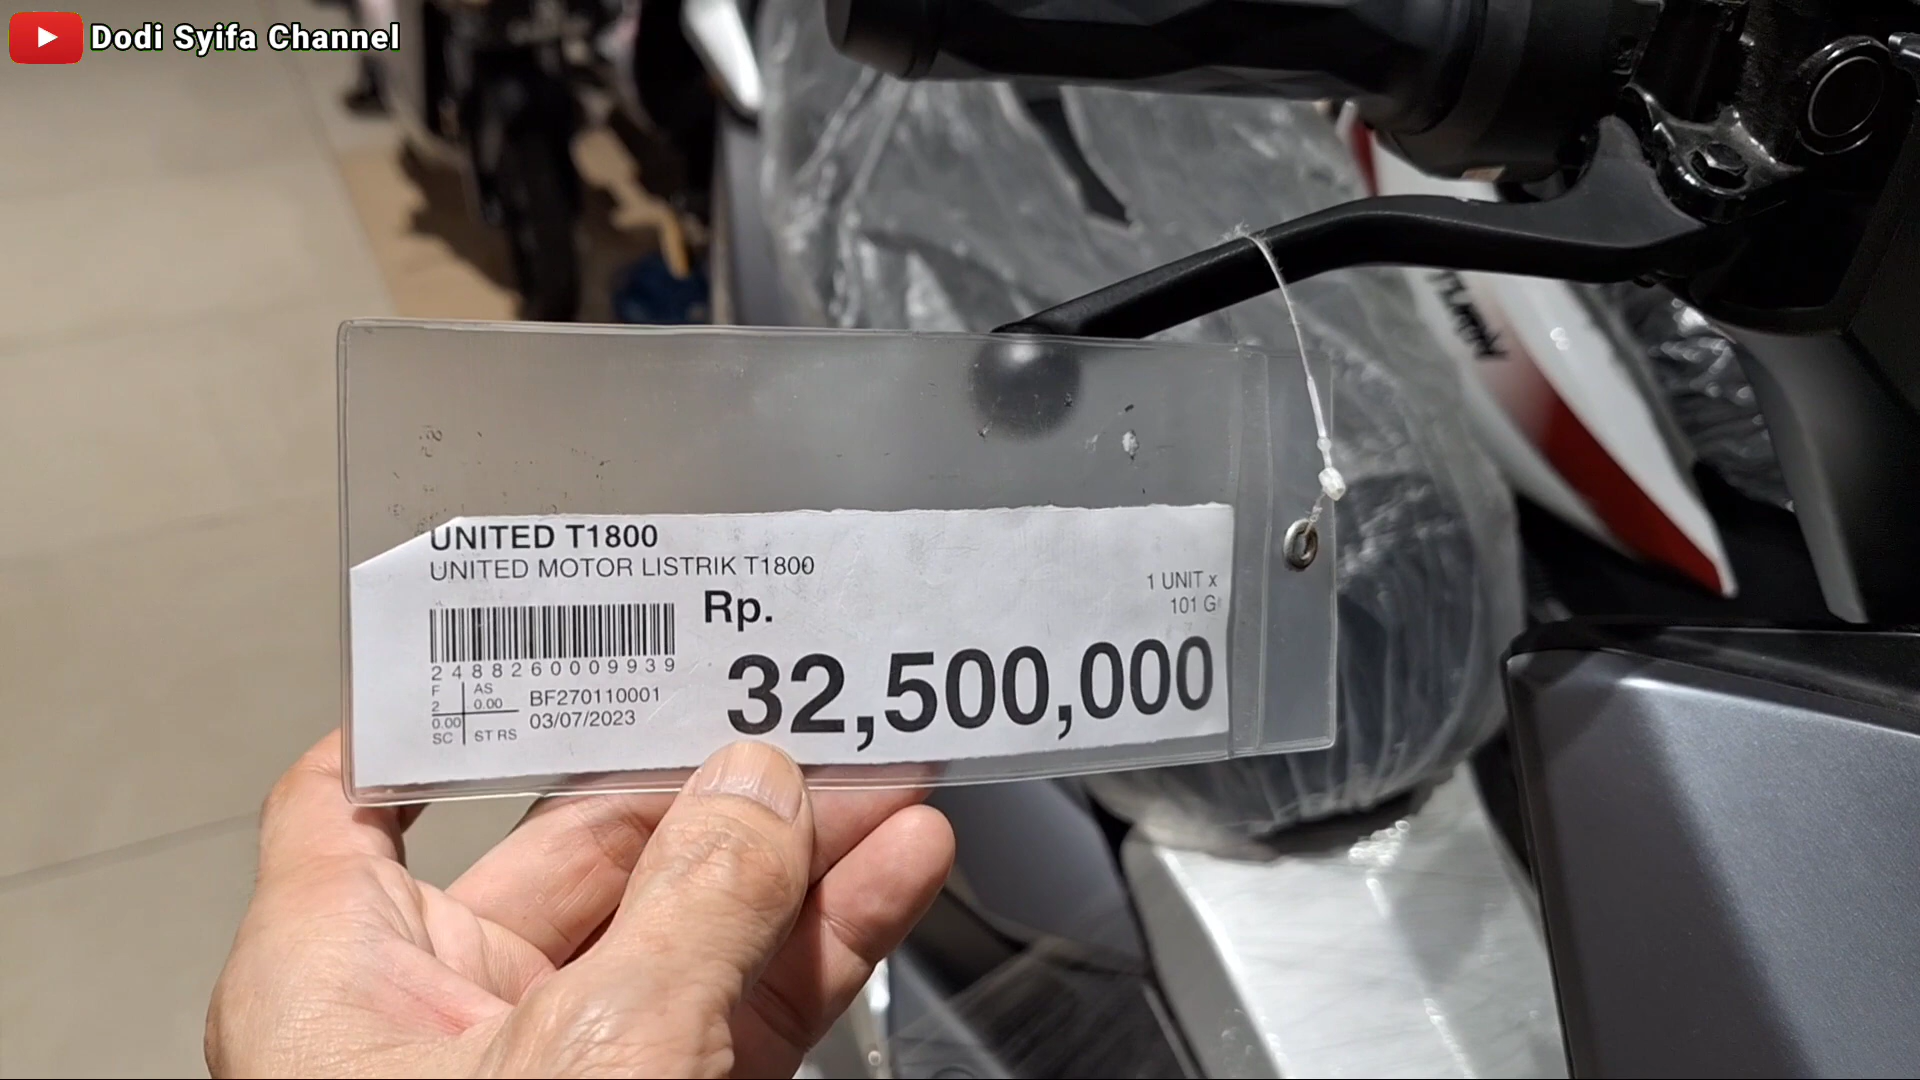 Dodi Syifa Channel
UNITED T1800
UNITED MOTOR LISTRIK T1800
1 UNIT x
101 G
Rp.
32,500,000
2488260009939
F
2
AS
0.00
0.00
SC
ST RS
BF270110001
03/07/2023